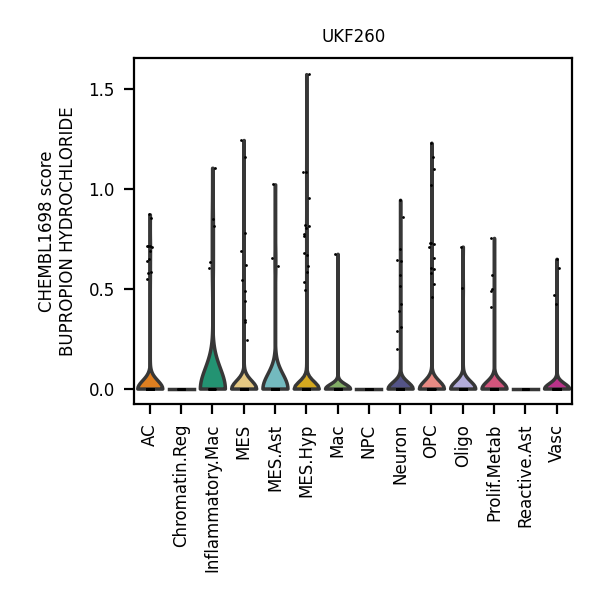 UKF260
CHEMBL1698 score
BUPROPION HYDROCHLORIDE
1.5
1.0
0.5
0.0
AC
Chromatin.Reg
Inflammatory.Mac
MES
MES.Ast
MES.Hyp
Mac
NPC
Neuron
OPC
Oligo
Prolif.Metab
Reactive.Ast
Vasc